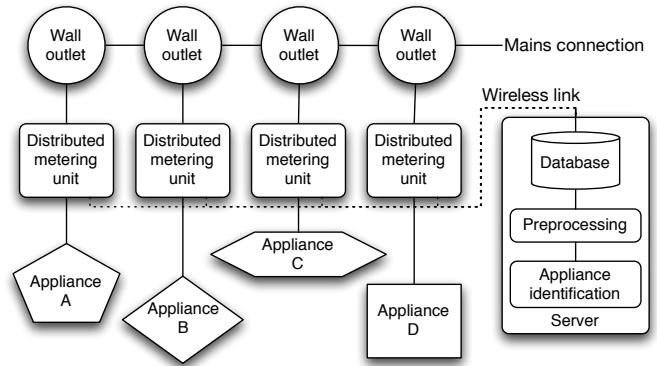 Wall
outlet
Wall
outlet
Wall
outlet
Wall
outlet
Mains connection
Wireless link
Distributed
metering
unit
Distributed
metering
unit
Distributed
metering
unit
Distributed
metering
unit
Database
Preprocessing
Appliance
identification
Server
Appliance
A
Appliance
B
Appliance
C
Appliance
D